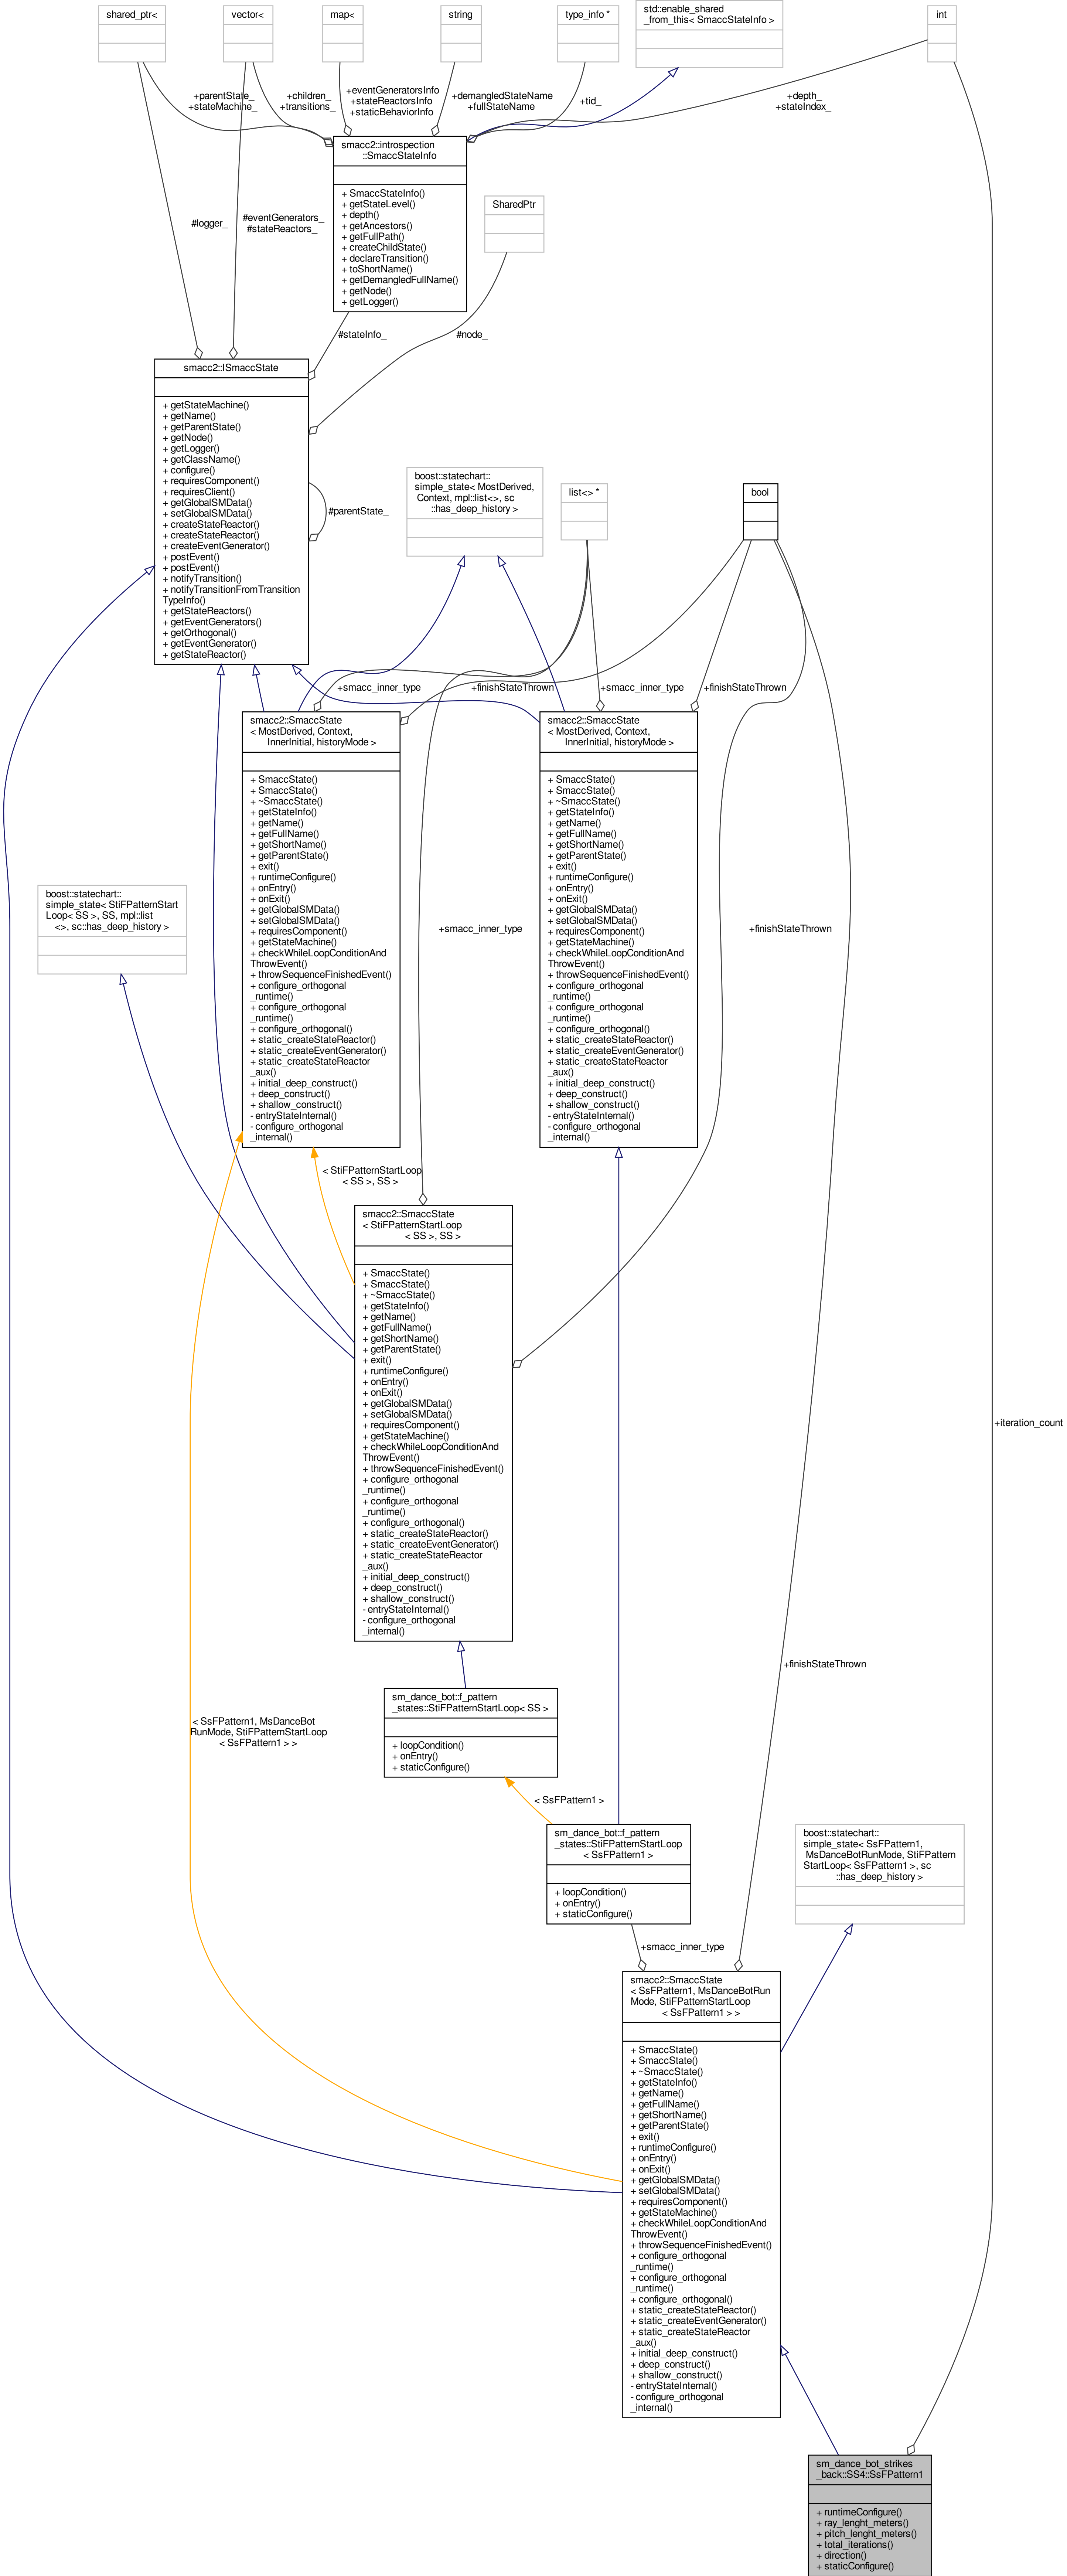 shared_ptr<
vector<
map<
string
type_info *
std::enable_shared
_from_this< SmaccStateInfo >
int
+parentState_
+stateMachine_
+children_
+transitions_
+eventGeneratorsInfo
+stateReactorsInfo
+staticBehaviorInfo
+demangledStateName
+fullStateName
+tid_
+depth_
+stateIndex_
smacc2::introspection
::SmaccStateInfo
+ SmaccStateInfo()
+ getStateLevel()
+ depth()
+ getAncestors()
+ getFullPath()
+ createChildState()
+ declareTransition()
+ toShortName()
+ getDemangledFullName()
+ getNode()
+ getLogger()
SharedPtr
#logger_
#eventGenerators_
#stateReactors_
#stateInfo_
#node_
smacc2::ISmaccState
+ getStateMachine()
+ getName()
+ getParentState()
+ getNode()
+ getLogger()
+ getClassName()
+ configure()
+ requiresComponent()
+ requiresClient()
+ getGlobalSMData()
+ setGlobalSMData()
+ createStateReactor()
+ createStateReactor()
+ createEventGenerator()
+ postEvent()
+ postEvent()
+ notifyTransition()
+ notifyTransitionFromTransition
TypeInfo()
+ getStateReactors()
+ getEventGenerators()
+ getOrthogonal()
+ getEventGenerator()
+ getStateReactor()
#parentState_
boost::statechart::
simple_state< MostDerived,
Context, mpl::list<>, sc
::has_deep_history >
list<> *
bool
+smacc_inner_type
+finishStateThrown
+smacc_inner_type
+finishStateThrown
smacc2::SmaccState
< MostDerived, Context,
InnerInitial, historyMode >
+ SmaccState()
+ SmaccState()
+ ~SmaccState()
+ getStateInfo()
+ getName()
+ getFullName()
+ getShortName()
+ getParentState()
+ exit()
+ runtimeConfigure()
+ onEntry()
+ onExit()
+ getGlobalSMData()
+ setGlobalSMData()
+ requiresComponent()
+ getStateMachine()
+ checkWhileLoopConditionAnd
ThrowEvent()
+ throwSequenceFinishedEvent()
+ configure_orthogonal
_runtime()
+ configure_orthogonal
_runtime()
+ configure_orthogonal()
+ static_createStateReactor()
+ static_createEventGenerator()
+ static_createStateReactor
_aux()
+ initial_deep_construct()
+ deep_construct()
+ shallow_construct()
- entryStateInternal()
- configure_orthogonal
_internal()
smacc2::SmaccState
< MostDerived, Context,
InnerInitial, historyMode >
+ SmaccState()
+ SmaccState()
+ ~SmaccState()
+ getStateInfo()
+ getName()
+ getFullName()
+ getShortName()
+ getParentState()
+ exit()
+ runtimeConfigure()
+ onEntry()
+ onExit()
+ getGlobalSMData()
+ setGlobalSMData()
+ requiresComponent()
+ getStateMachine()
+ checkWhileLoopConditionAnd
ThrowEvent()
+ throwSequenceFinishedEvent()
+ configure_orthogonal
_runtime()
+ configure_orthogonal
_runtime()
+ configure_orthogonal()
+ static_createStateReactor()
+ static_createEventGenerator()
+ static_createStateReactor
_aux()
+ initial_deep_construct()
+ deep_construct()
+ shallow_construct()
- entryStateInternal()
- configure_orthogonal
_internal()
boost::statechart::
simple_state< StiFPatternStart
Loop< SS >, SS, mpl::list
<>, sc::has_deep_history >
+smacc_inner_type
+finishStateThrown
< StiFPatternStartLoop
< SS >, SS >
smacc2::SmaccState
< StiFPatternStartLoop
< SS >, SS >
+ SmaccState()
+ SmaccState()
+ ~SmaccState()
+ getStateInfo()
+ getName()
+ getFullName()
+ getShortName()
+ getParentState()
+ exit()
+ runtimeConfigure()
+ onEntry()
+ onExit()
+ getGlobalSMData()
+ setGlobalSMData()
+ requiresComponent()
+ getStateMachine()
+ checkWhileLoopConditionAnd
ThrowEvent()
+ throwSequenceFinishedEvent()
+ configure_orthogonal
_runtime()
+ configure_orthogonal
_runtime()
+ configure_orthogonal()
+ static_createStateReactor()
+ static_createEventGenerator()
+ static_createStateReactor
_aux()
+ initial_deep_construct()
+ deep_construct()
+ shallow_construct()
- entryStateInternal()
- configure_orthogonal
_internal()
+iteration_count
+finishStateThrown
sm_dance_bot::f_pattern
_states::StiFPatternStartLoop< SS >
+ loopCondition()
+ onEntry()
+ staticConfigure()
< SsFPattern1, MsDanceBot
RunMode, StiFPatternStartLoop
< SsFPattern1 > >
< SsFPattern1 >
sm_dance_bot::f_pattern
_states::StiFPatternStartLoop
< SsFPattern1 >
+ loopCondition()
+ onEntry()
+ staticConfigure()
boost::statechart::
simple_state< SsFPattern1,
MsDanceBotRunMode, StiFPattern
StartLoop< SsFPattern1 >, sc
::has_deep_history >
+smacc_inner_type
smacc2::SmaccState
< SsFPattern1, MsDanceBotRun
Mode, StiFPatternStartLoop
< SsFPattern1 > >
+ SmaccState()
+ SmaccState()
+ ~SmaccState()
+ getStateInfo()
+ getName()
+ getFullName()
+ getShortName()
+ getParentState()
+ exit()
+ runtimeConfigure()
+ onEntry()
+ onExit()
+ getGlobalSMData()
+ setGlobalSMData()
+ requiresComponent()
+ getStateMachine()
+ checkWhileLoopConditionAnd
ThrowEvent()
+ throwSequenceFinishedEvent()
+ configure_orthogonal
_runtime()
+ configure_orthogonal
_runtime()
+ configure_orthogonal()
+ static_createStateReactor()
+ static_createEventGenerator()
+ static_createStateReactor
_aux()
+ initial_deep_construct()
+ deep_construct()
+ shallow_construct()
- entryStateInternal()
- configure_orthogonal
_internal()
sm_dance_bot_strikes
_back::SS4::SsFPattern1
+ runtimeConfigure()
+ ray_lenght_meters()
+ pitch_lenght_meters()
+ total_iterations()
+ direction()
+ staticConfigure()